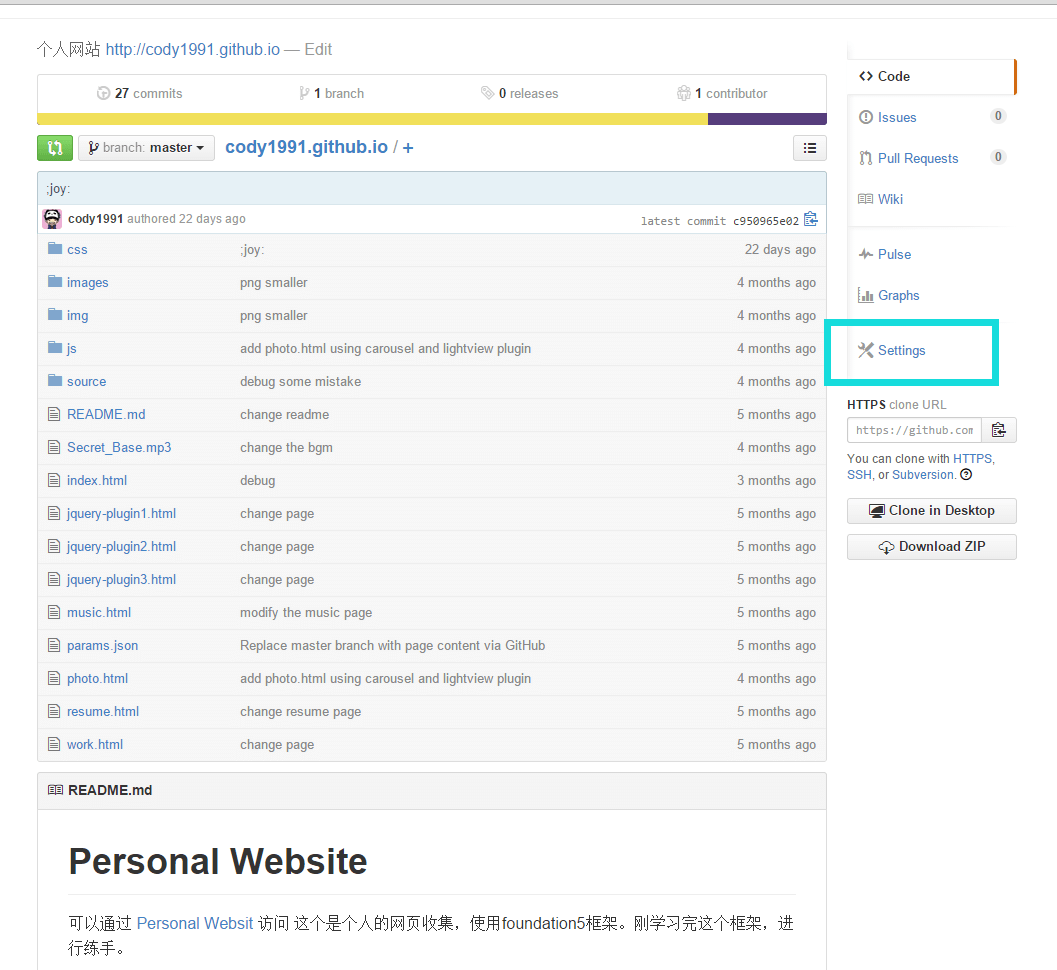 个人网站 http://cody1991.github.io — Edit
27 commits 1 branch 0 releases 1 contributor
branch: master cody1991.github.io / +
;joy:
cody1991 authored 22 days ago latest commit c950965e02
css ;joy: 22 days ago
images png smaller 4 months ago
img png smaller 4 months ago
js add photo.html using carousel and lightview plugin 4 months ago
source debug some mistake 4 months ago
README.md change readme 5 months ago
Secret_Base.mp3 change the bgm 4 months ago
index.html debug 3 months ago
jquery-plugin1.html change page 5 months ago
jquery-plugin2.html change page 5 months ago
jquery-plugin3.html change page 5 months ago
music.html modify the music page 5 months ago
params.json Replace master branch with page content via GitHub 5 months ago
photo.html add photo.html using carousel and lightview plugin 4 months ago
resume.html change resume page 5 months ago
work.html change page 5 months ago
README.md
Personal Website
可以通过 Personal Websit 访问 这个是个人的网页收集，使用foundation5框架。刚学习完这个框架，进
行练手。
Code
Issues 0
Pull Requests 0
Wiki
Pulse
Graphs
Settings
HTTPS clone URL
https://github.com
You can clone with HTTPS,
SSH, or Subversion.
Clone in Desktop
Download ZIP